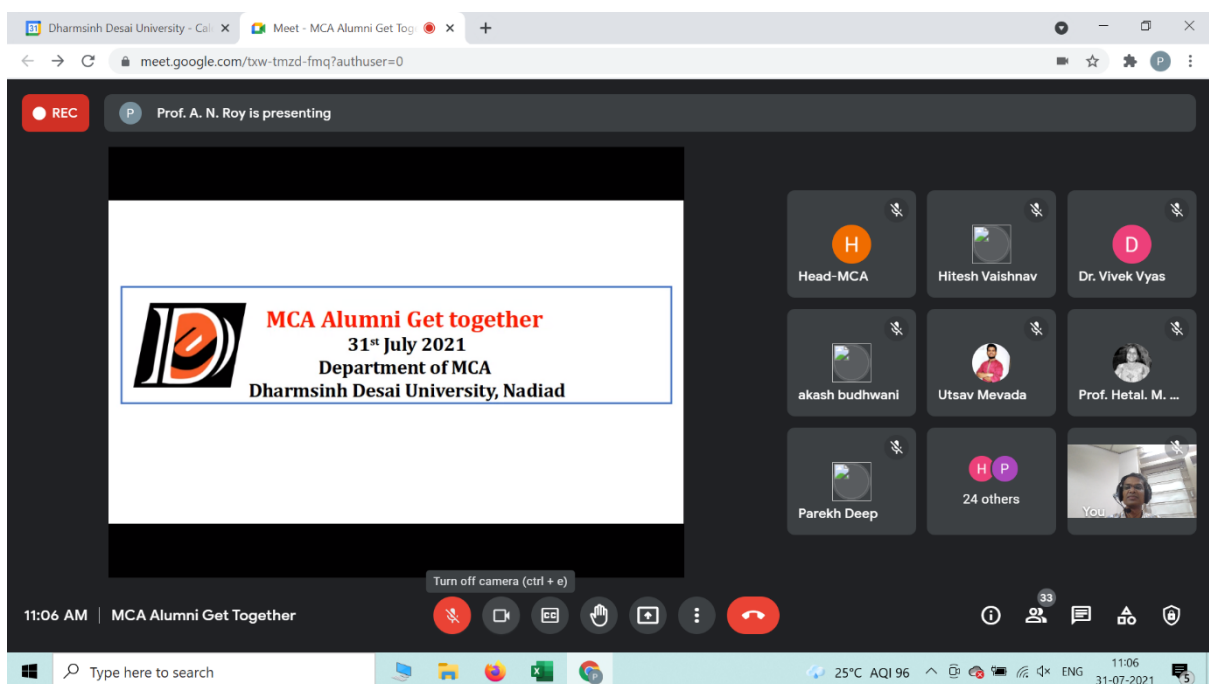 31 Dharmsinh Desai University - Cal
Meet - MCA Alumni Get Tog
meet.google.com/txw-tmzd-fmq?authuser=0
P
REC
P Prof. A. N. Roy is presenting
MCA Alumni Get together
31st July 2021
Department of MCA
Dharmsinh Desai University, Nadiad
H
Head-MCA
Hitesh Vaishnav
D
Dr. Vivek Vyas
akash budhwani
Utsav Mevada
Prof. Hetal. M. ...
Parekh Deep
H P
24 others
You
Turn off camera (ctrl + e)
11:06 AM | MCA Alumni Get Together
CC
33
Type here to search
25°C AQI 96
ENG
11:06
31-07-2021
5